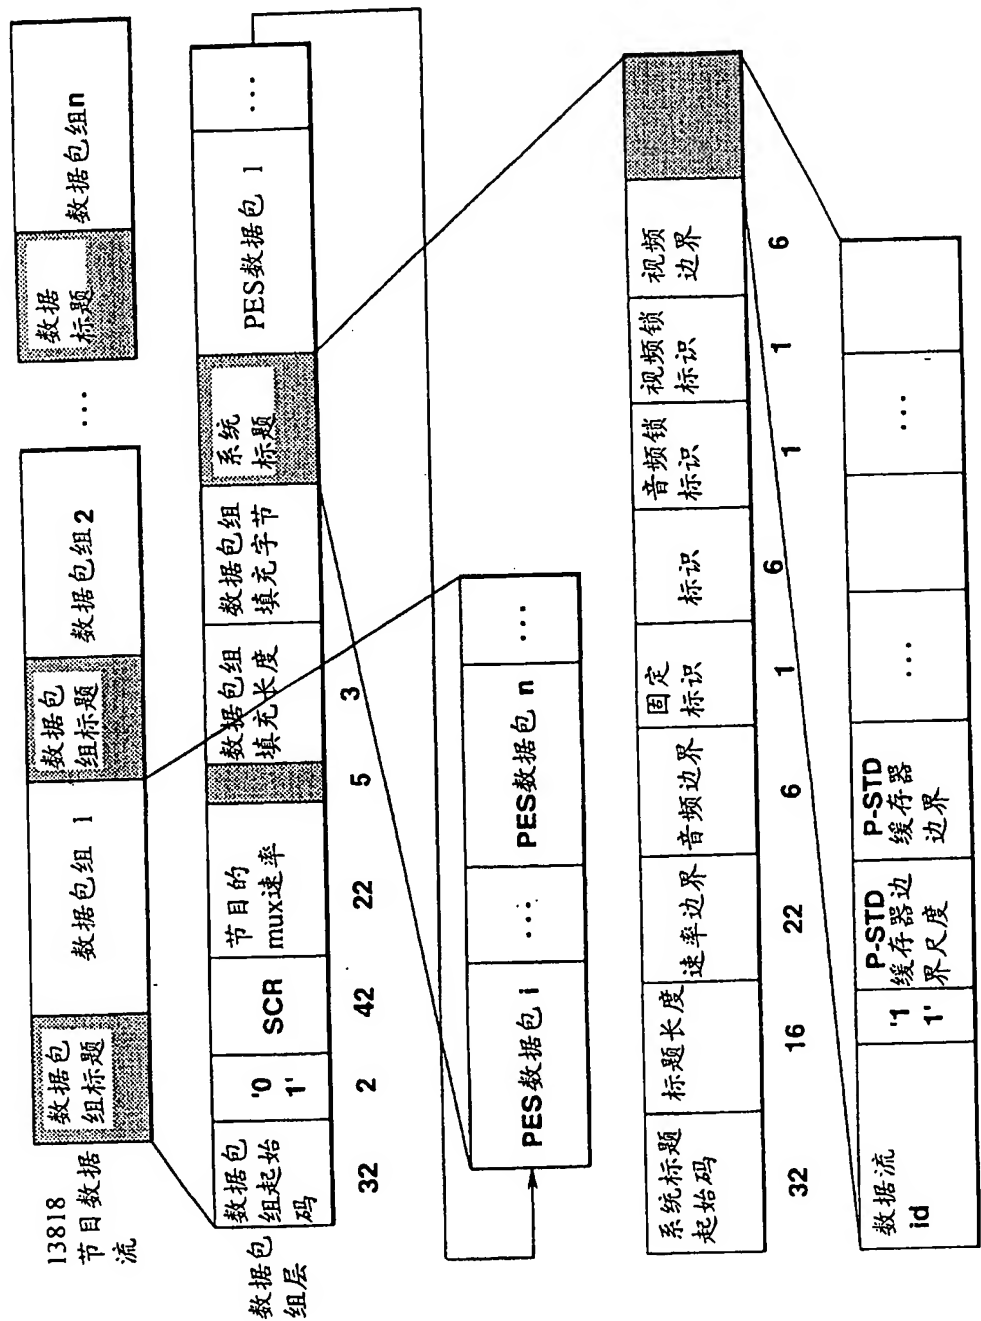 13818
节目数据
流
数据包
组标题
数据包组 1
数据包
组标题
数据包组2
...
数据
标题
数据包组n
数据包
组层
数据包
组起始
码
'0
1'
SCR
节目的
mux速率
数据包组
填充长度
数据包组
填充字节
系统
标题
PES数据包 1
...
32
2
42
22
5
3
PES数据包 i
...
PES数据包 n
...
系统标题
起始码
标题长度
速率边界
音频边界
固定
标识
标识
音频锁
标识
视频锁
标识
视频
边界
32
16
22
6
1
6
1
1
6
数据流
id
'1
1'
P-STD
缓存器边
界尺度
P-STD
缓存器
边界
...
...